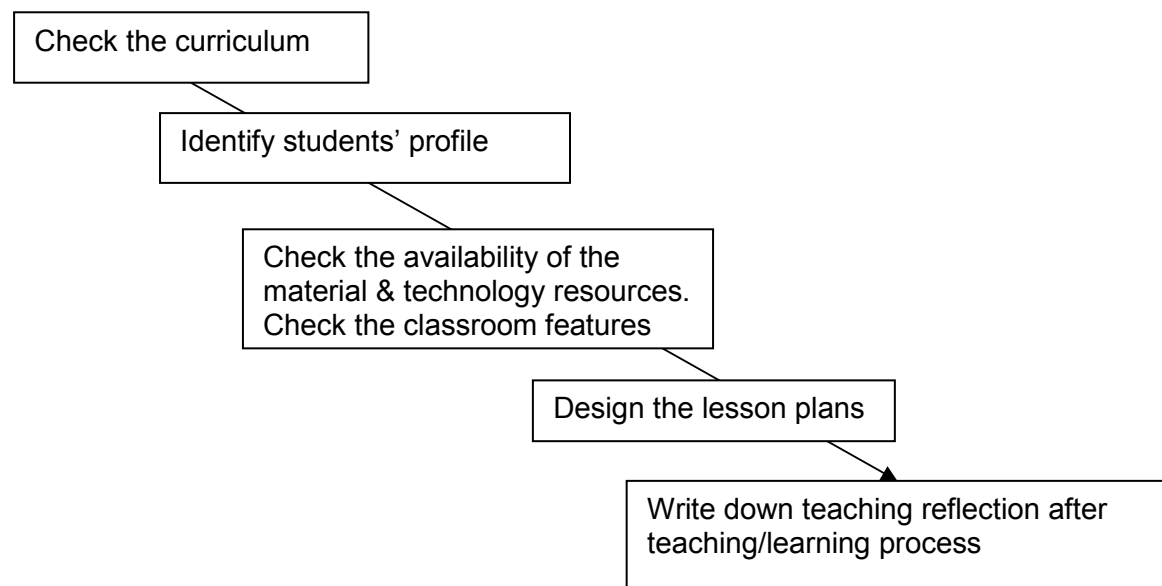 Check the curriculum
Identify students’ profile
Check the availability of the
material & technology resources.
Check the classroom features
Design the lesson plans
Write down teaching reflection after
teaching/learning process